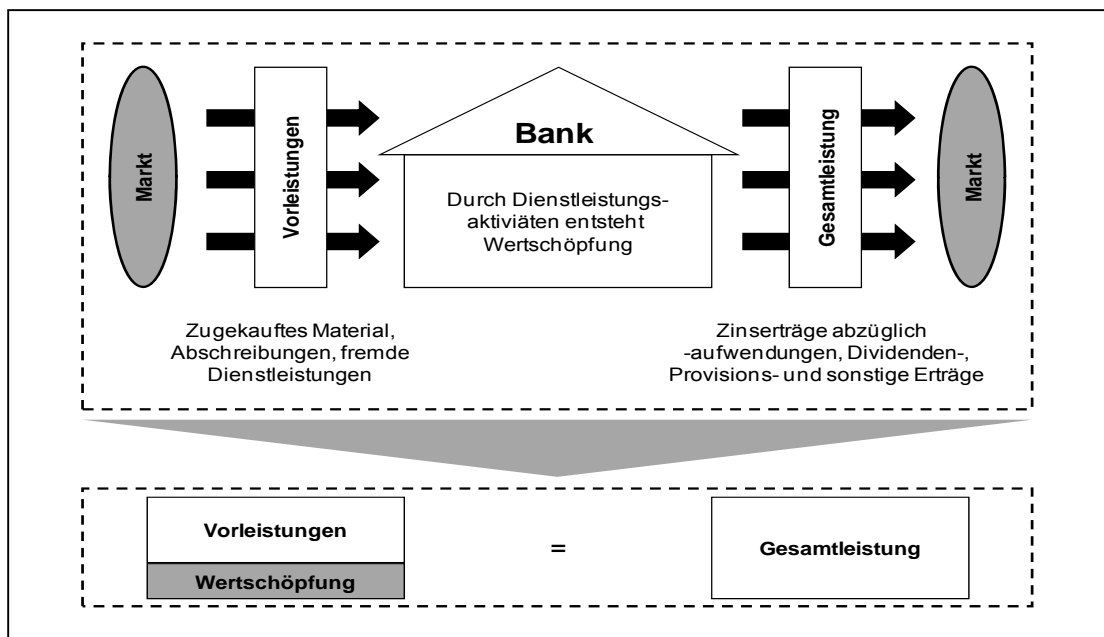 Markt
Vorleistungen
Bank
Durch Dienstleistungs-
aktiviäten entsteht
Wertschöpfung
Gesamtleistung
Markt
Zugekauftes Material,
Abschreibungen, fremde
Dienstleistungen
Zinserträge abzüglich
-aufwendungen, Dividenden-,
Provisions- und sonstige Erträge
Vorleistungen
Wertschöpfung
=
Gesamtleistung